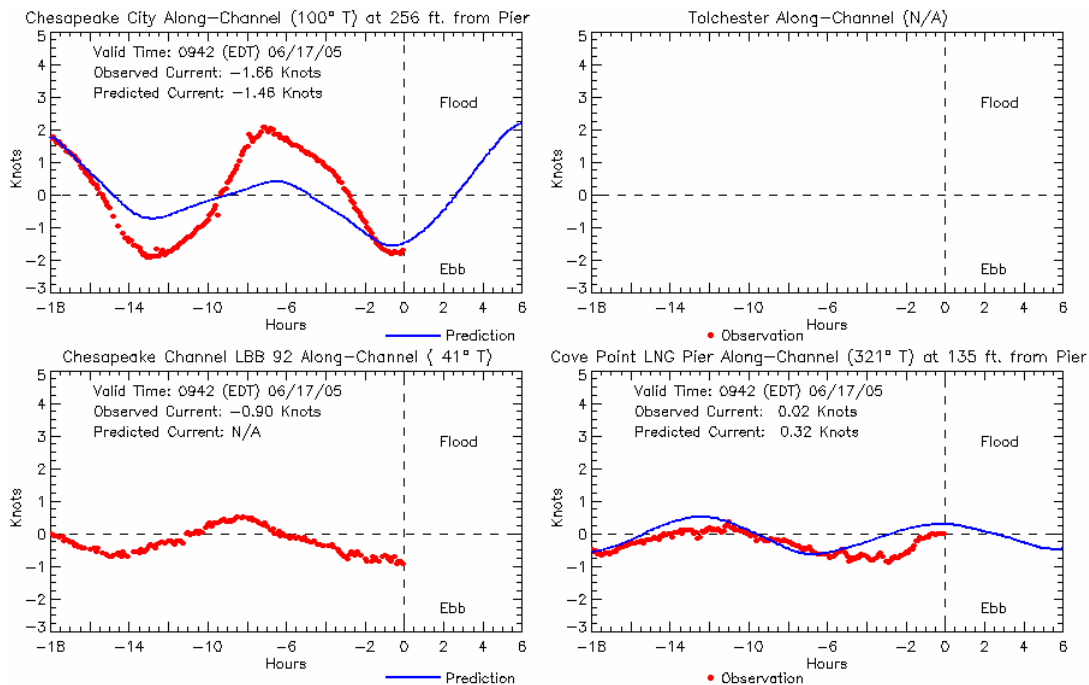 Chesapeake City Along-Channel (100° T) at 256 ft. from Pier
Valid Time: 0942 (EDT) 06/17/05
Observed Current: -1.66 Knots
Predicted Current: -1.46 Knots
Flood
Ebb
Knots
5
4
3
2
1
0
-1
-2
-3
-18 -14 -10 -6 -2 0 2 4 6
Hours
Prediction
Tolchester Along-Channel (N/A)
Flood
Ebb
Knots
5
4
3
2
1
0
-1
-2
-3
-18 -14 -10 -6 -2 0 2 4 6
Hours
Observation
Chesapeake Channel LBB 92 Along-Channel ( 41° T)
Valid Time: 0942 (EDT) 06/17/05
Observed Current: -0.90 Knots
Predicted Current: N/A
Flood
Ebb
Knots
5
4
3
2
1
0
-1
-2
-3
-18 -14 -10 -6 -2 0 2 4 6
Hours
Prediction
Cove Point LNG Pier Along-Channel (321° T) at 135 ft. from Pier
Valid Time: 0942 (EDT) 06/17/05
Observed Current: 0.02 Knots
Predicted Current: 0.32 Knots
Flood
Ebb
Knots
5
4
3
2
1
0
-1
-2
-3
-18 -14 -10 -6 -2 0 2 4 6
Hours
Observation